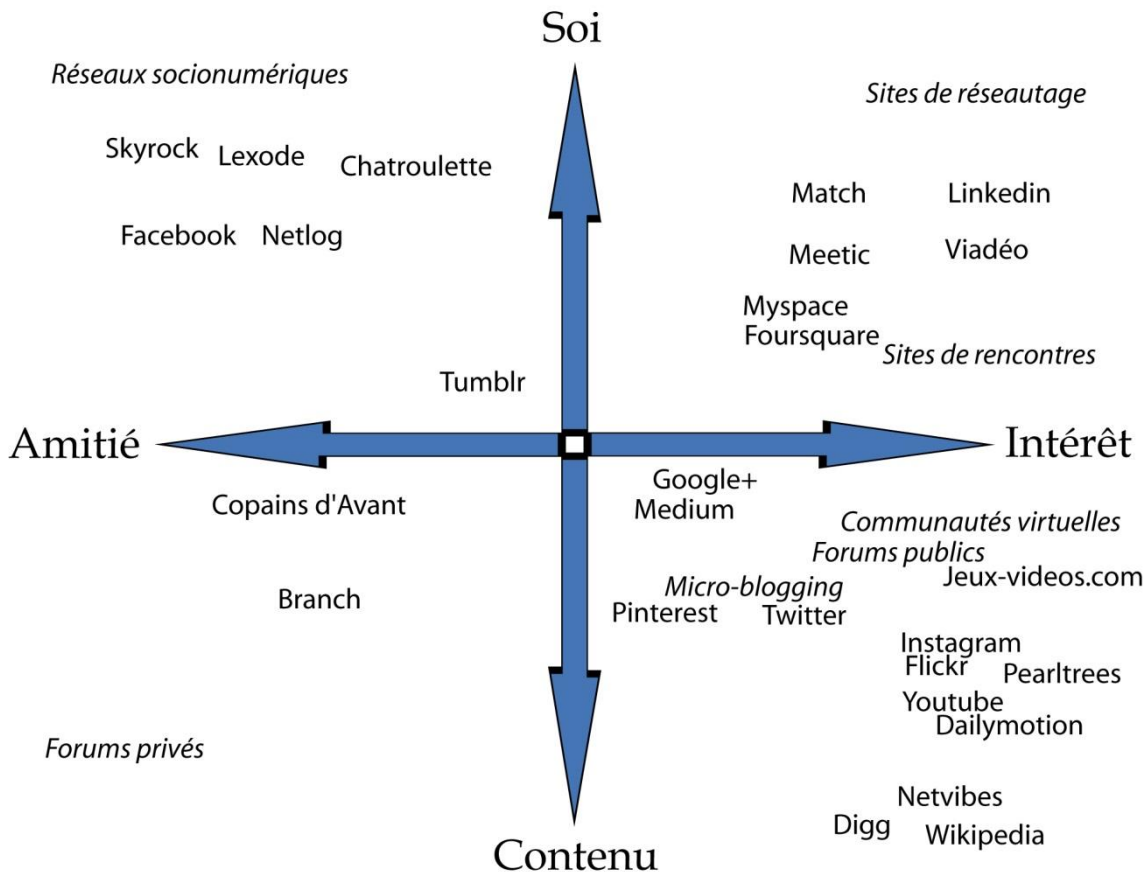 Soi
Réseaux socionumériques
Sites de réseautage
Skyrock
Lexode
Chatroulette
Match
Linkedin
Facebook
Netlog
Meetic
Viadéo
Myspace
Foursquare
Sites de rencontres
Tumblr
Amitié
Intérêt
Google+
Medium
Copains d'Avant
Communautés virtuelles
Forums publics
Jeux-videos.com
Micro-blogging
Branch
Pinterest
Twitter
Instagram
Flickr
Pearltrees
Youtube
Dailymotion
Forums privés
Netvibes
Digg
Wikipedia
Contenu